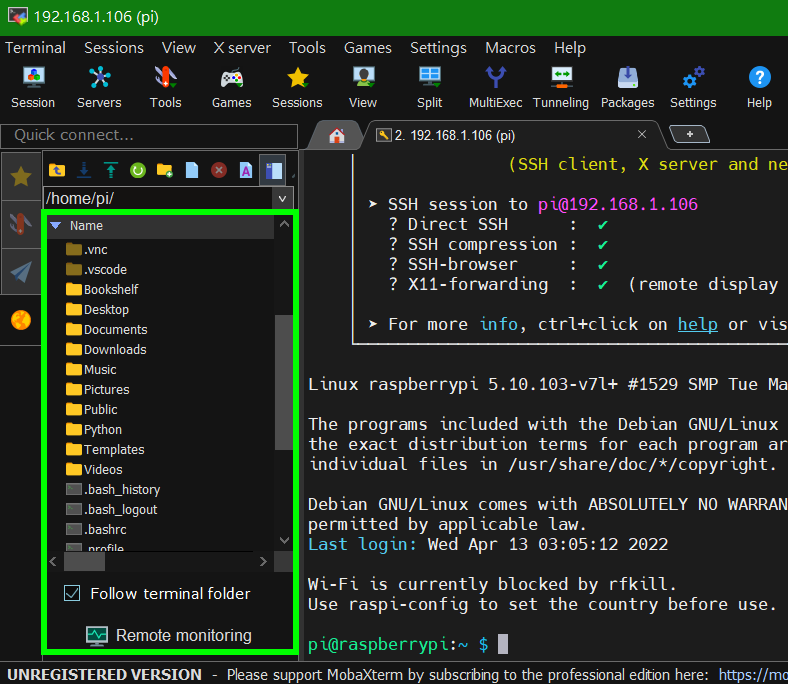 192.168.1.106 (pi)
Terminal Sessions View X server Tools Games Settings Macros Help
Session Servers Tools Games Sessions View Split MultiExec Tunneling Packages Settings Help
Quick connect...
2. 192.168.1.106 (pi)
/home/pi/
Name
.vnc
.vscode
Bookshelf
Desktop
Documents
Downloads
Music
Pictures
Public
Python
Templates
Videos
.bash_history
.bash_logout
.bashrc
.profile
Follow terminal folder
Remote monitoring
(SSH client, X server and ne
➤ SSH session to pi@192.168.1.106
? Direct SSH : ✔
? SSH compression : ✔
? SSH-browser : ✔
? X11-forwarding : ✔ (remote display
➤ For more info, ctrl+click on help or vis
Linux raspberrypi 5.10.103-v7l+ #1529 SMP Tue Ma
The programs included with the Debian GNU/Linux
the exact distribution terms for each program ar
individual files in /usr/share/doc/*/copyright.
Debian GNU/Linux comes with ABSOLUTELY NO WARRAN
permitted by applicable law.
Last login: Wed Apr 13 03:05:12 2022
Wi-Fi is currently blocked by rfkill.
Use raspi-config to set the country before use.
pi@raspberrypi:~ $
UNREGISTERED VERSION - Please support MobaXterm by subscribing to the professional edition here: https://mo